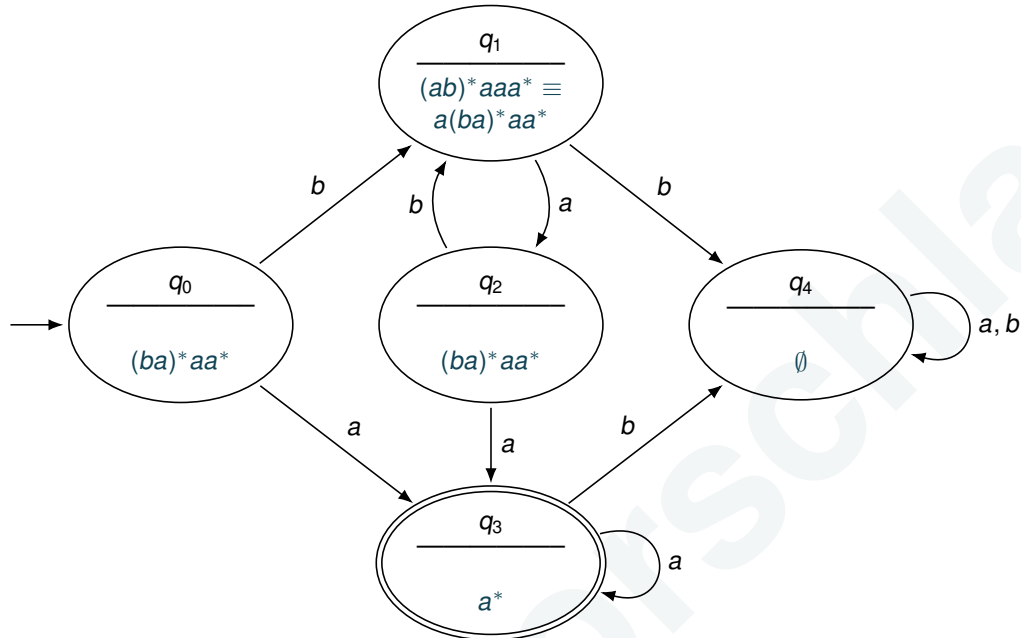 q₁
(ab)*aaa* ≡
a(ba)*aa*
b
b
a
b
q₀
(ba)*aa*
q₂
(ba)*aa*
q₄
∅
a, b
a
a
b
q₃
a*
a